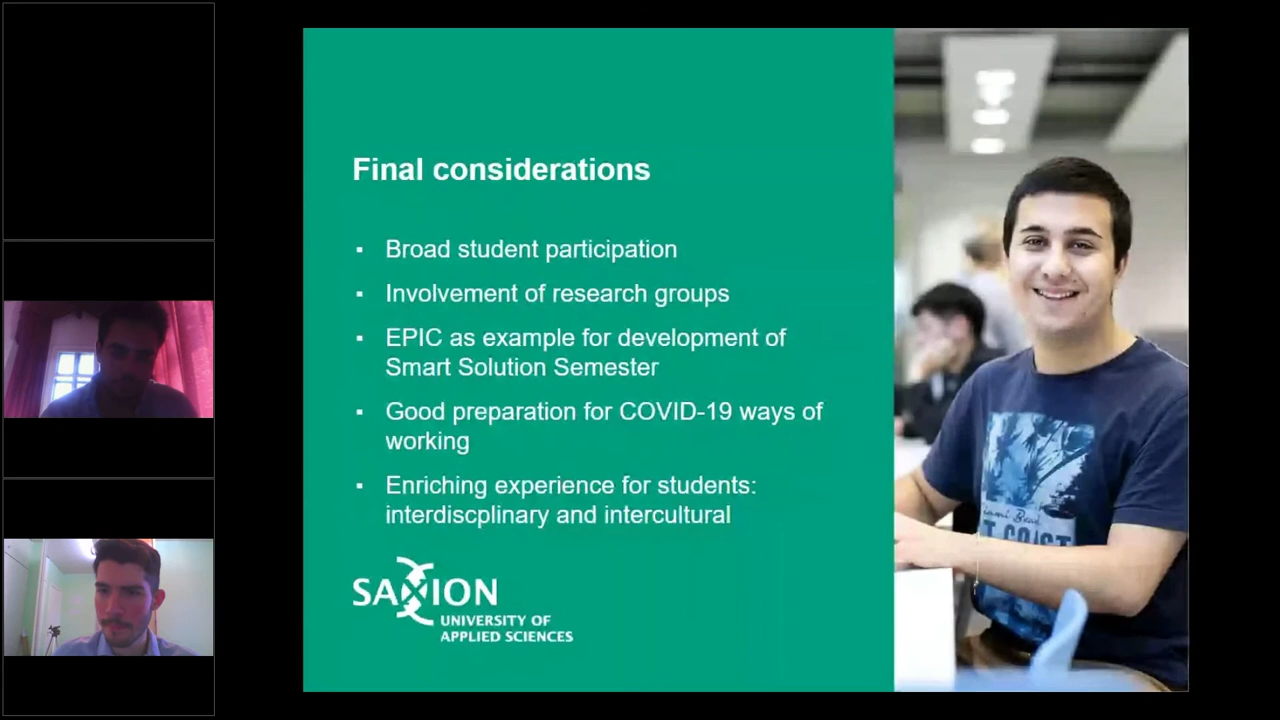 Final considerations
▪ Broad student participation
▪ Involvement of research groups
▪ EPIC as example for development of
Smart Solution Semester
▪ Good preparation for COVID-19 ways of
working
▪ Enriching experience for students:
interdiscplinary and intercultural
SAXION
UNIVERSITY OF
APPLIED SCIENCES